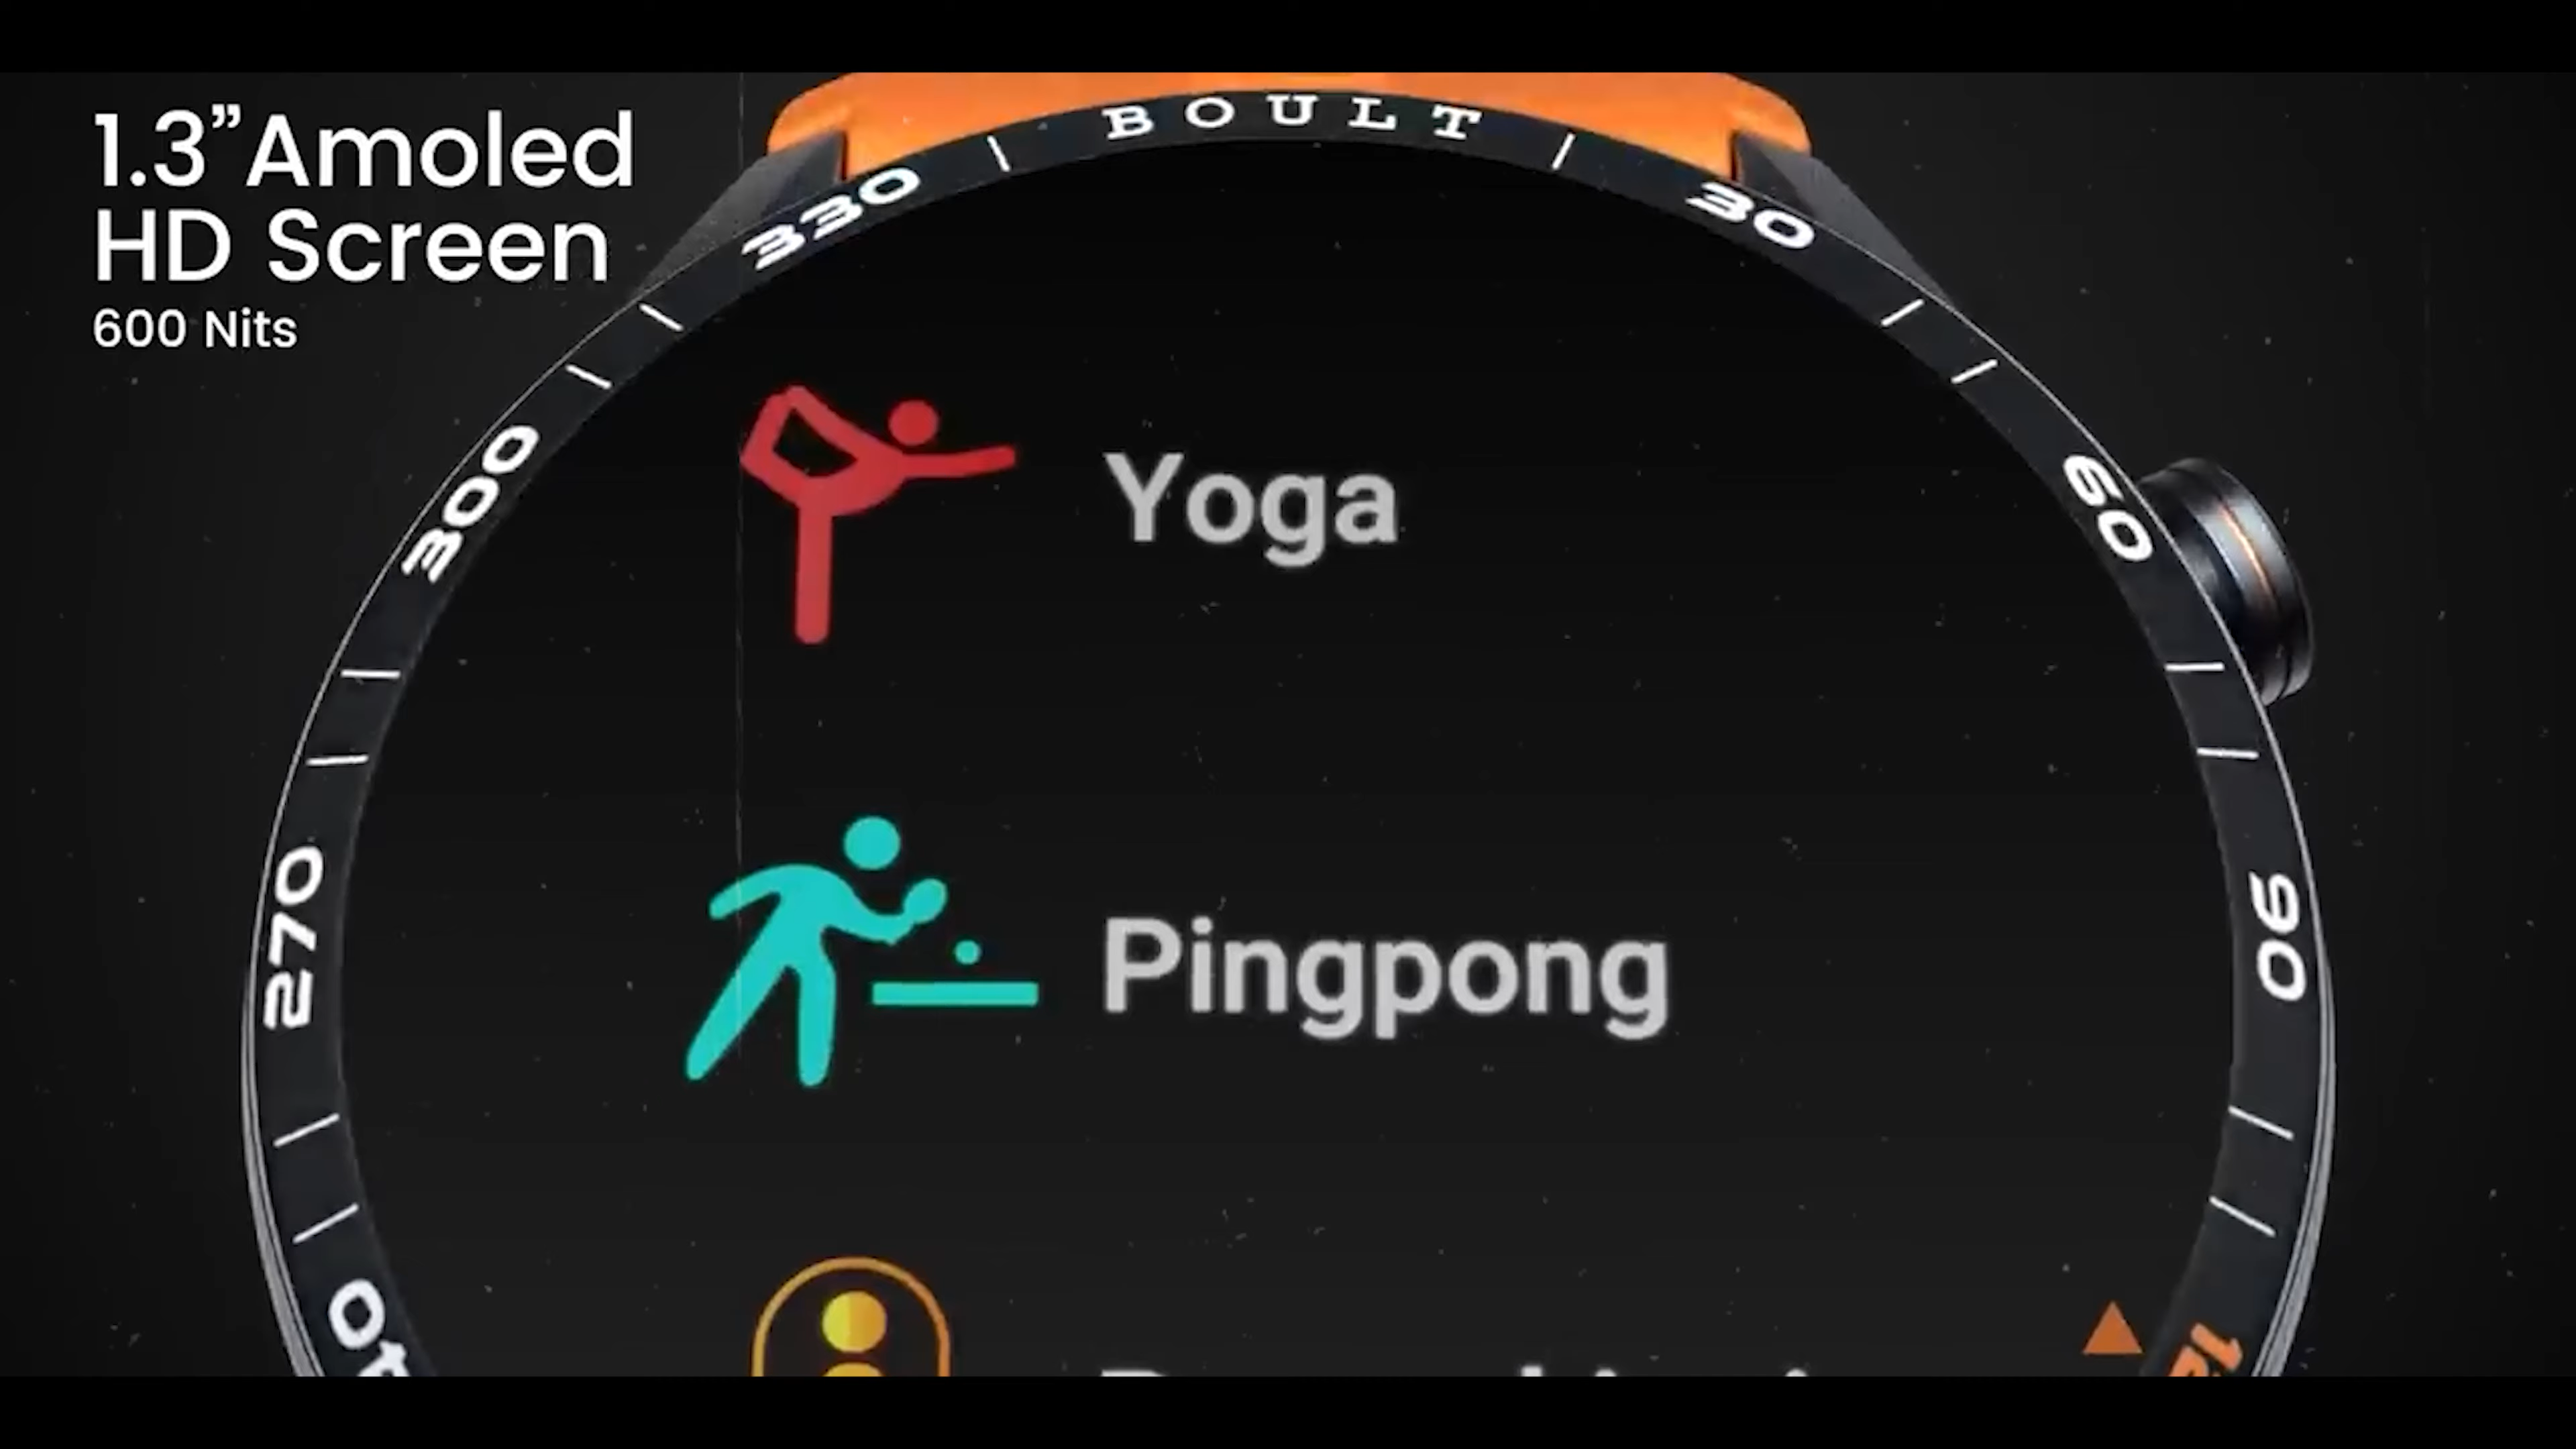 1.3”Amoled
HD Screen
600 Nits
BOULT
330
30
300
60
Yoga
270
90
Pingpong